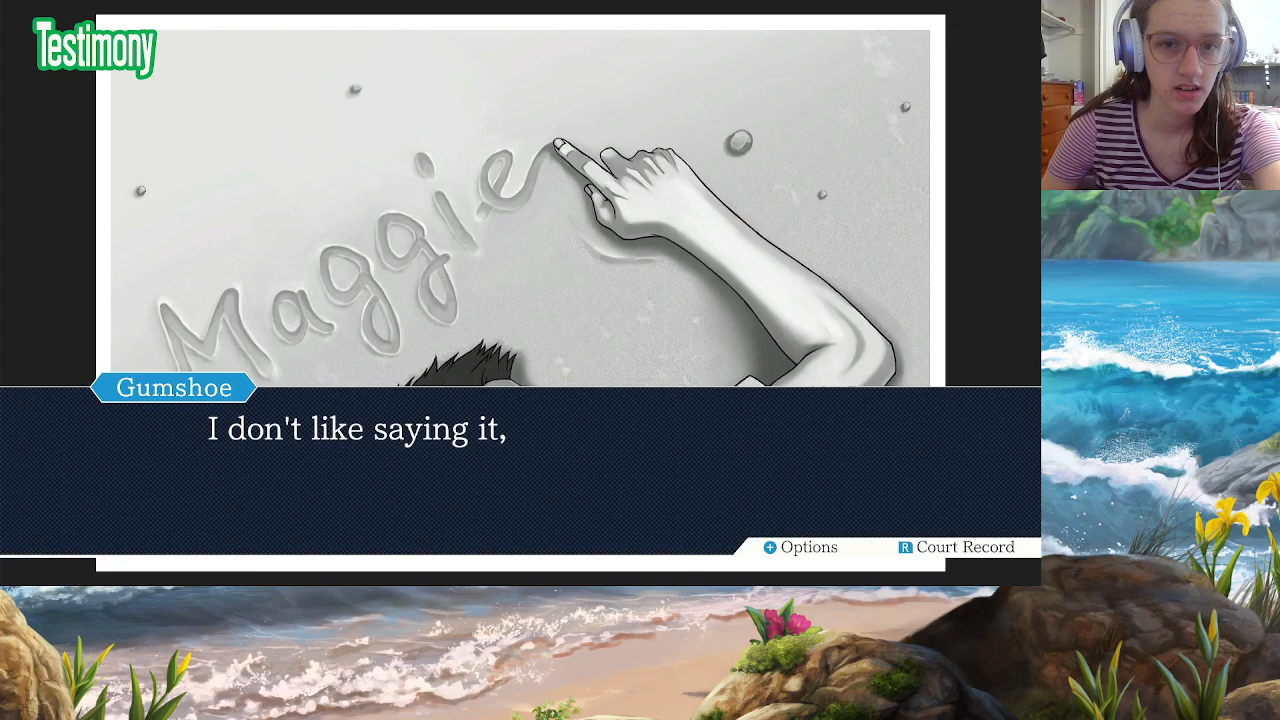 Testimony
Maggie
Gumshoe
I don't like saying it,
+ Options
R Court Record